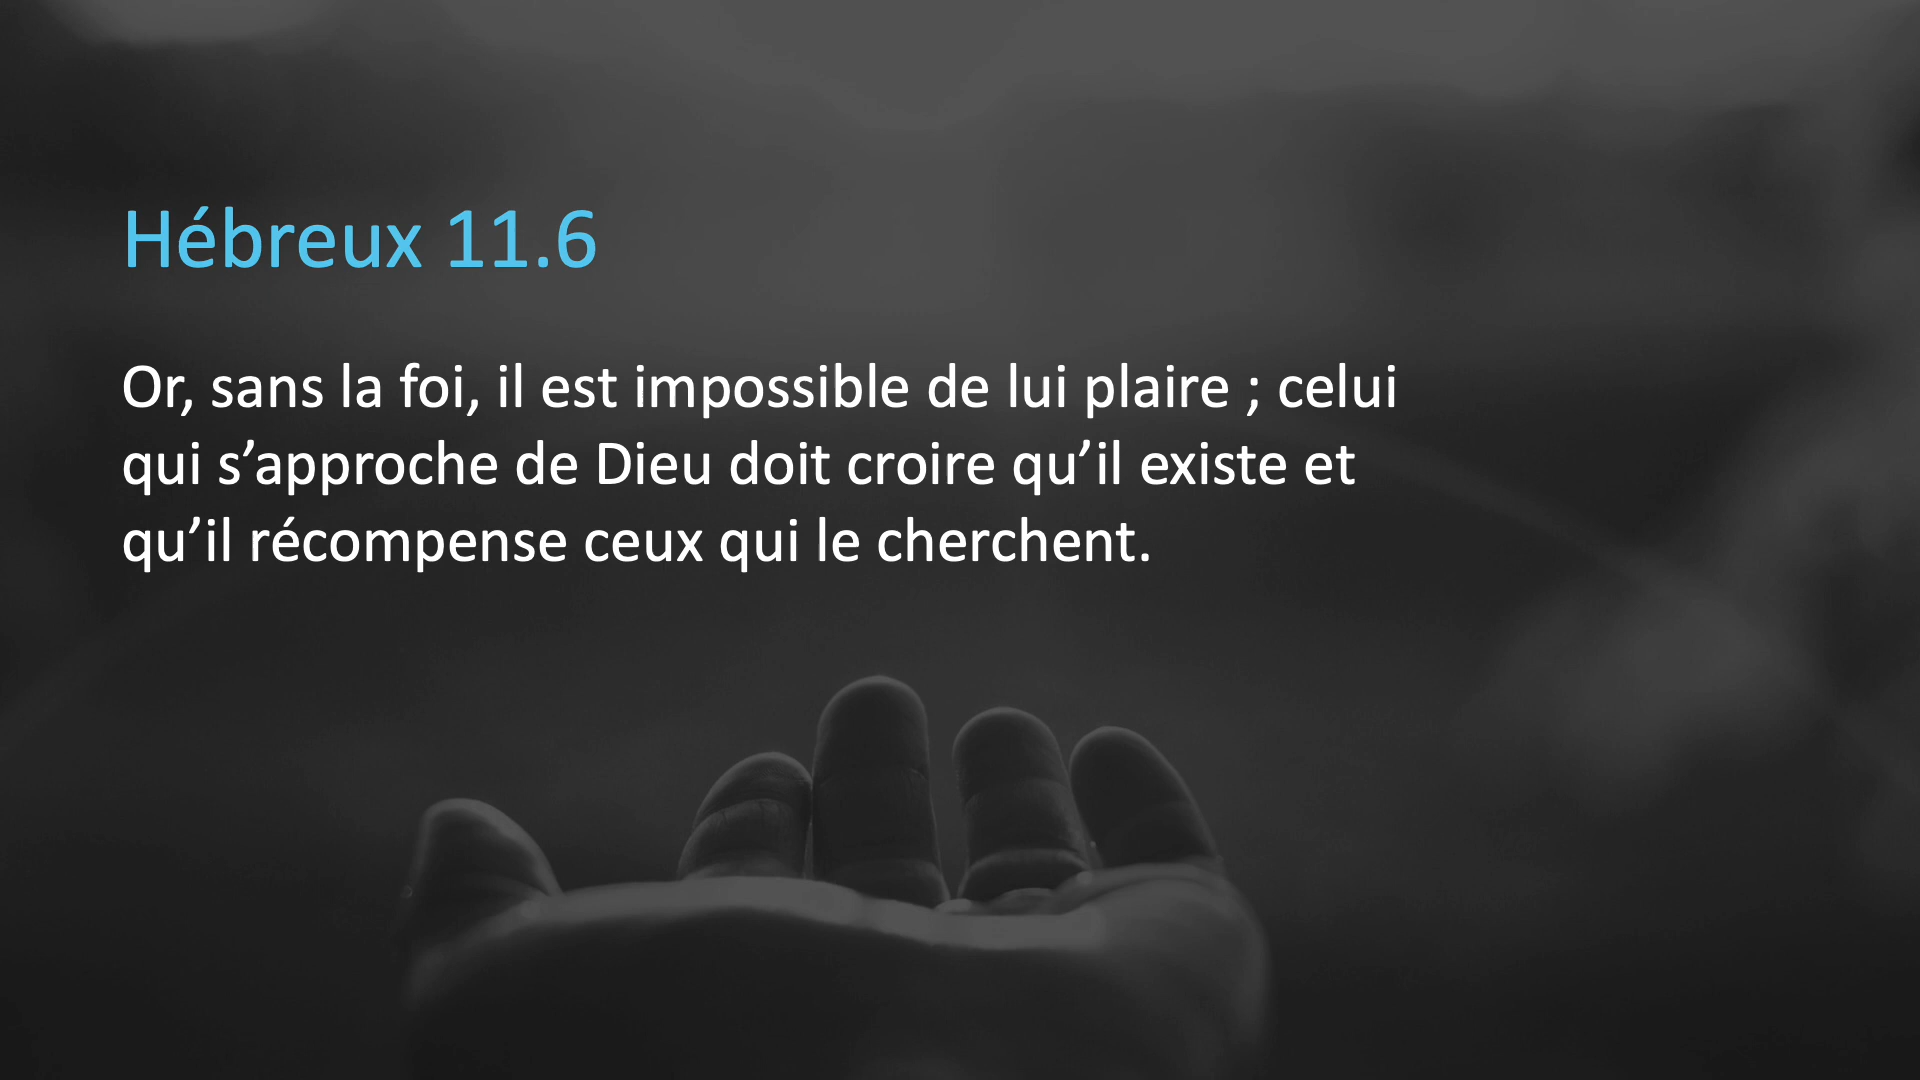 Hébreux 11.6
Or, sans la foi, il est impossible de lui plaire ; celui
qui s’approche de Dieu doit croire qu’il existe et
qu’il récompense ceux qui le cherchent.